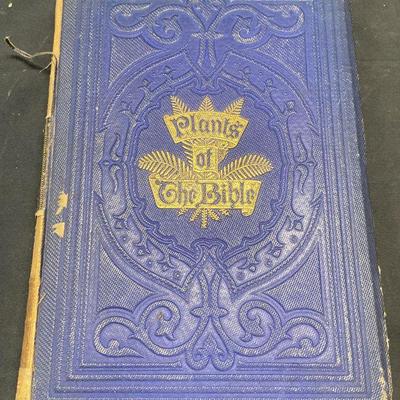 Plants
of
The Bible